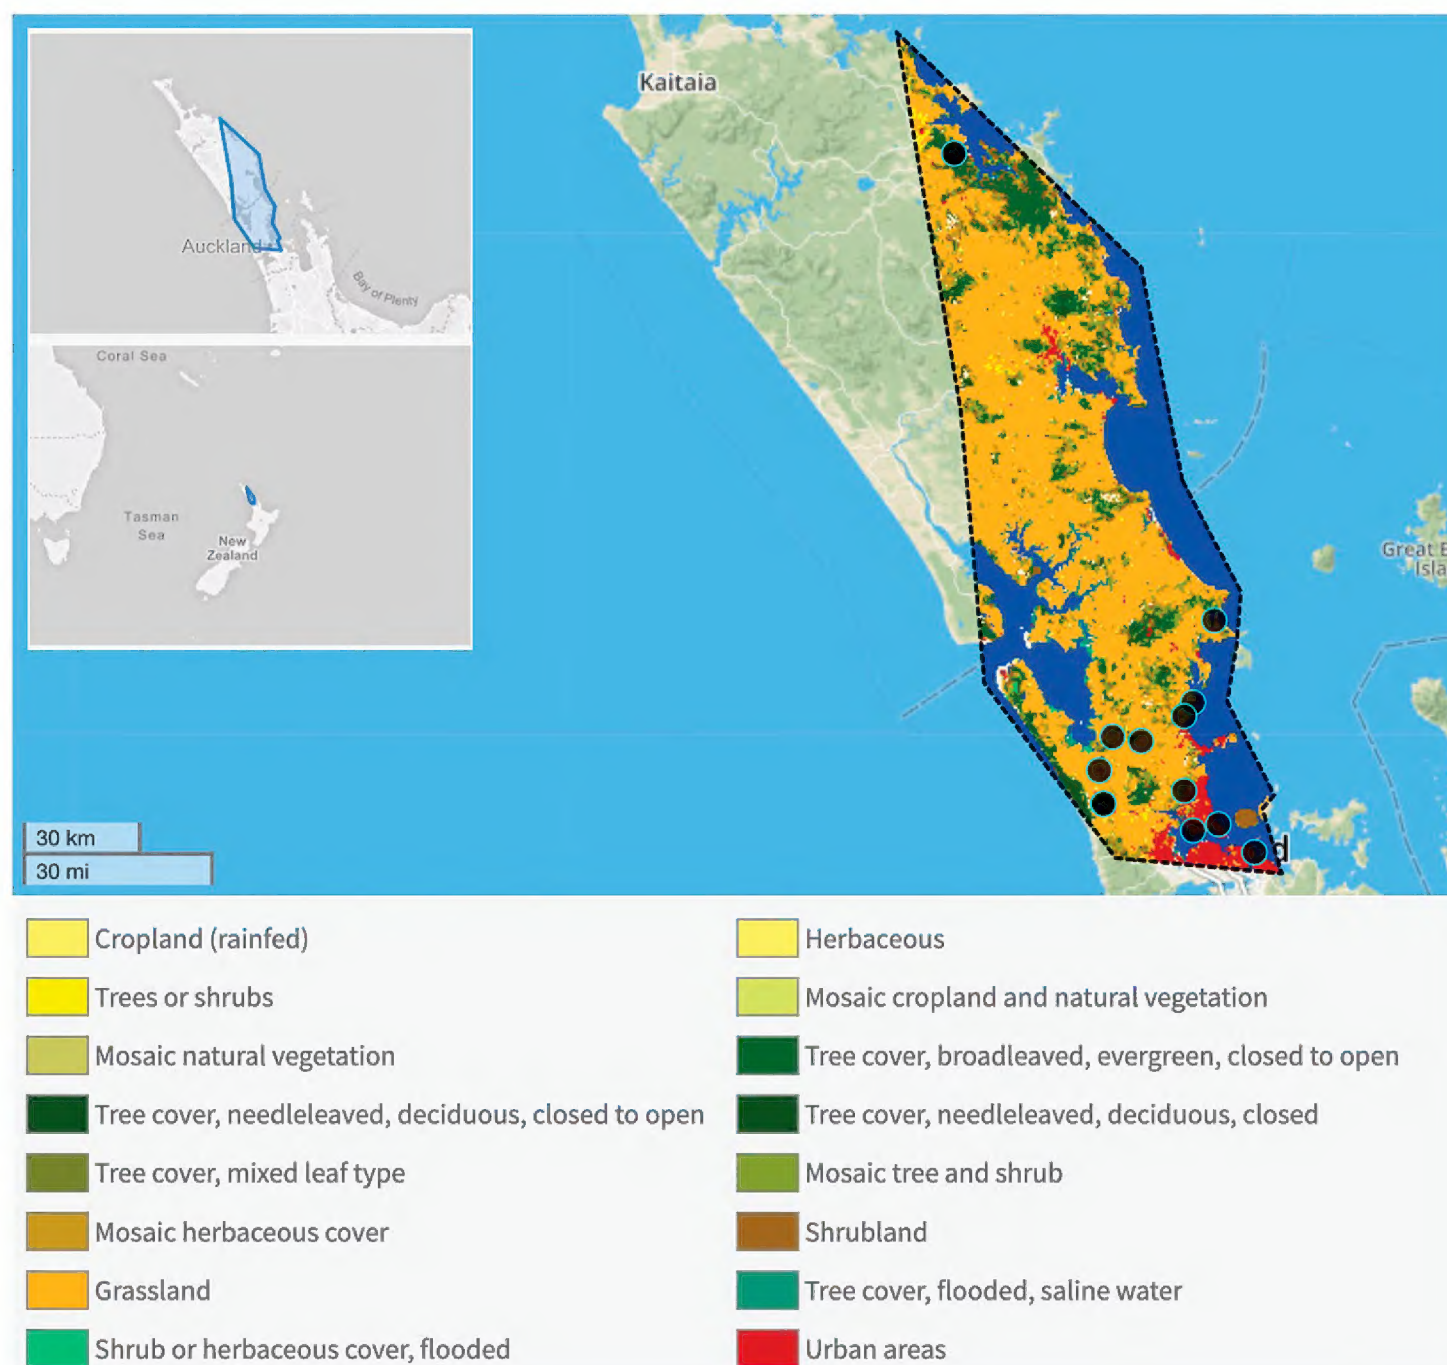 Kaitaia
Auckland
Bay of Plenty
Coral Sea
Tasman
Sea
New
Zealand
Great
Isla
d
30 km
30 mi
Cropland (rainfed)
Herbaceous
Trees or shrubs
Mosaic cropland and natural vegetation
Mosaic natural vegetation
Tree cover, broadleaved, evergreen, closed to open
Tree cover, needleleaved, deciduous, closed to open
Tree cover, needleleaved, deciduous, closed
Tree cover, mixed leaf type
Mosaic tree and shrub
Mosaic herbaceous cover
Shrubland
Grassland
Tree cover, flooded, saline water
Shrub or herbaceous cover, flooded
Urban areas